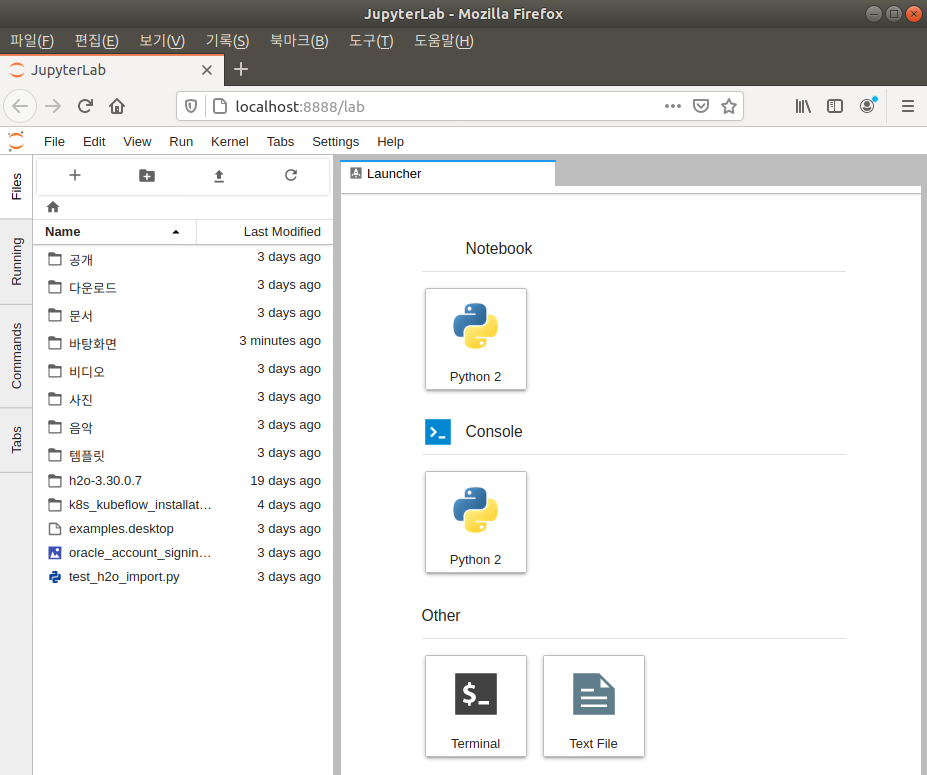 JupyterLab - Mozilla Firefox
파일(F) 편집(E) 보기(V) 기록(S) 북마크(B) 도구(T) 도움말(H)
JupyterLab
localhost:8888/lab
File Edit View Run Kernel Tabs Settings Help
Files
Running
Commands
Tabs
Name Last Modified
공개 3 days ago
다운로드 3 days ago
문서 3 days ago
바탕화면 3 minutes ago
비디오 3 days ago
사진 3 days ago
음악 3 days ago
템플릿 3 days ago
h2o-3.30.0.7 19 days ago
k8s_kubeflow_installat... 4 days ago
examples.desktop 3 days ago
oracle_account_signin... 3 days ago
test_h2o_import.py 3 days ago
Launcher
Notebook
Python 2
Console
Python 2
Other
$_
Terminal Text File